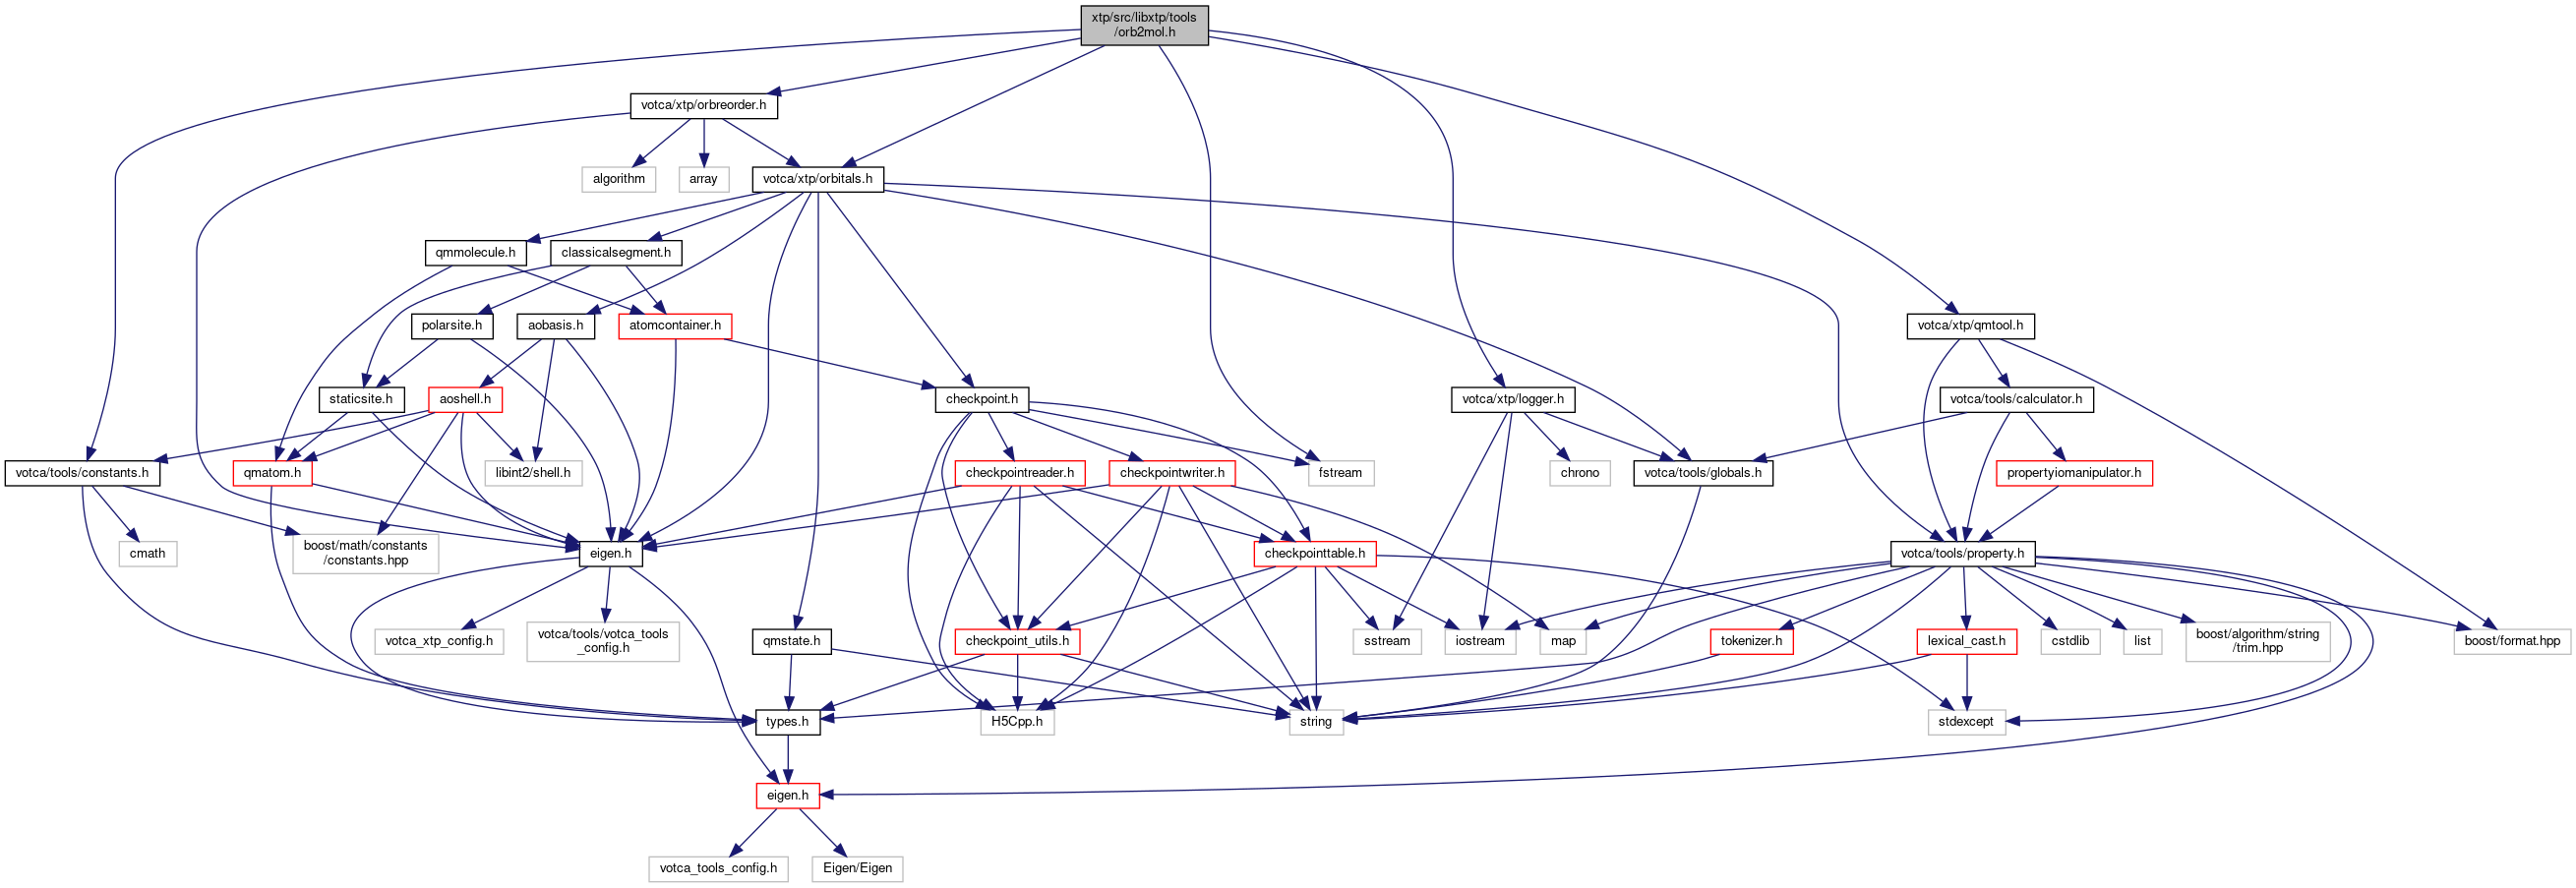 xtp/src/libxtp/tools
/orb2mol.h
votca/xtp/orbreorder.h
algorithm
array
votca/xtp/orbitals.h
qmmolecule.h
classicalsegment.h
polarsite.h
aobasis.h
atomcontainer.h
votca/xtp/qmtool.h
staticsite.h
aoshell.h
checkpoint.h
votca/xtp/logger.h
votca/tools/calculator.h
votca/tools/constants.h
qmatom.h
libint2/shell.h
checkpointreader.h
checkpointwriter.h
fstream
chrono
votca/tools/globals.h
propertyiomanipulator.h
cmath
boost/math/constants
/constants.hpp
eigen.h
checkpointtable.h
votca/tools/property.h
votca_xtp_config.h
votca/tools/votca_tools
_config.h
qmstate.h
checkpoint_utils.h
sstream
iostream
map
tokenizer.h
lexical_cast.h
cstdlib
list
boost/algorithm/string
/trim.hpp
boost/format.hpp
types.h
H5Cpp.h
string
stdexcept
eigen.h
votca_tools_config.h
Eigen/Eigen